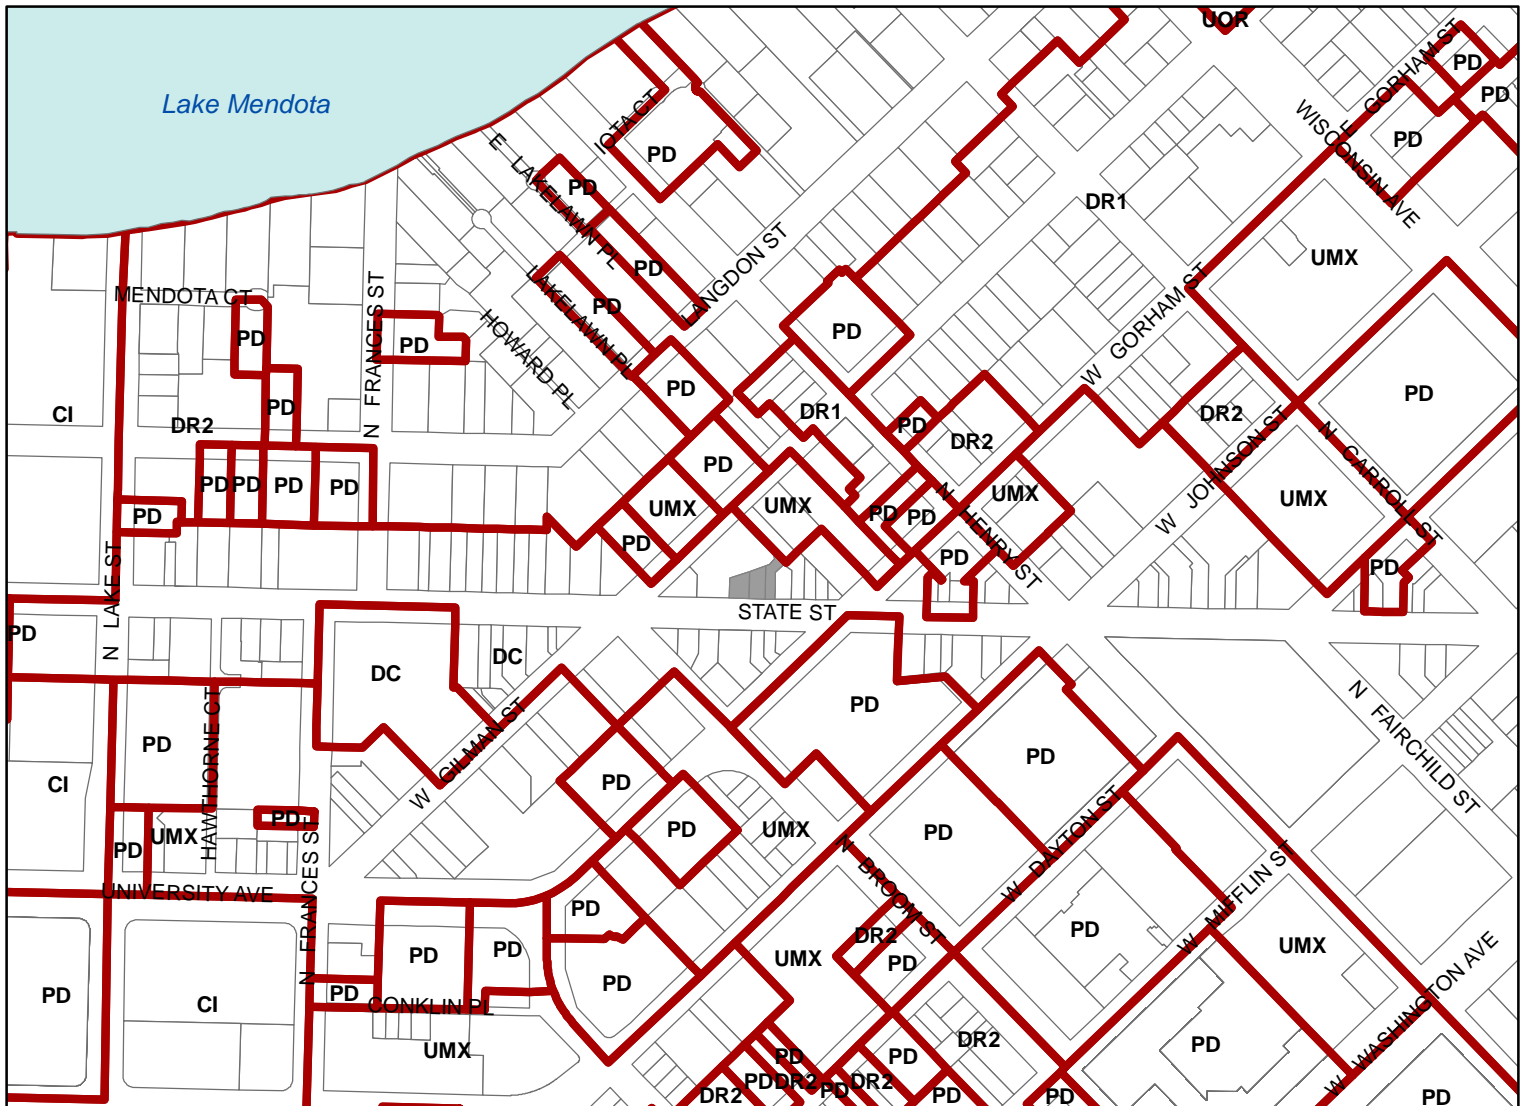 UOR
E GORHAM ST
PD
PD
Lake Mendota
WISCONSIN AVE
PD
IOTA CT
PD
E LAKELAWN PL
PD
DR1
UMX
LANGDON ST
PD
LAKELAWN PL
PD
MENDOTA CT
N FRANCES ST
W GORHAM ST
PD
HOWARD PL
PD
PD
PD
PD
CI
PD
DR2
DR1
PD
DR2
DR2
PD
W JOHNSON ST
N CARROLL ST
PD
PD
PD
PD
PD
UMX
UMX
UMX
UMX
PD
PD
PD
N HENRY ST
PD
PD
PD
N LAKE ST
STATE ST
PD
DC
DC
PD
N FAIRCHILD ST
HAWTHORNE CT
PD
W GILMAN ST
PD
CI
PD
PD
PD
UMX
PD
W DAYTON ST
PD
UMX
N FRANCES ST
N BROOM ST
W MIFFLIN ST
UNIVERSITY AVE
PD
DR2
PD
UMX
PD
PD
UMX
PD
PD
PD
PD
CI
CONKLIN PL
W WASHINGTON AVE
UMX
DR2
PD
PD
PD
PD
DR2
DR2
PD
DR2
PD
PD
PD